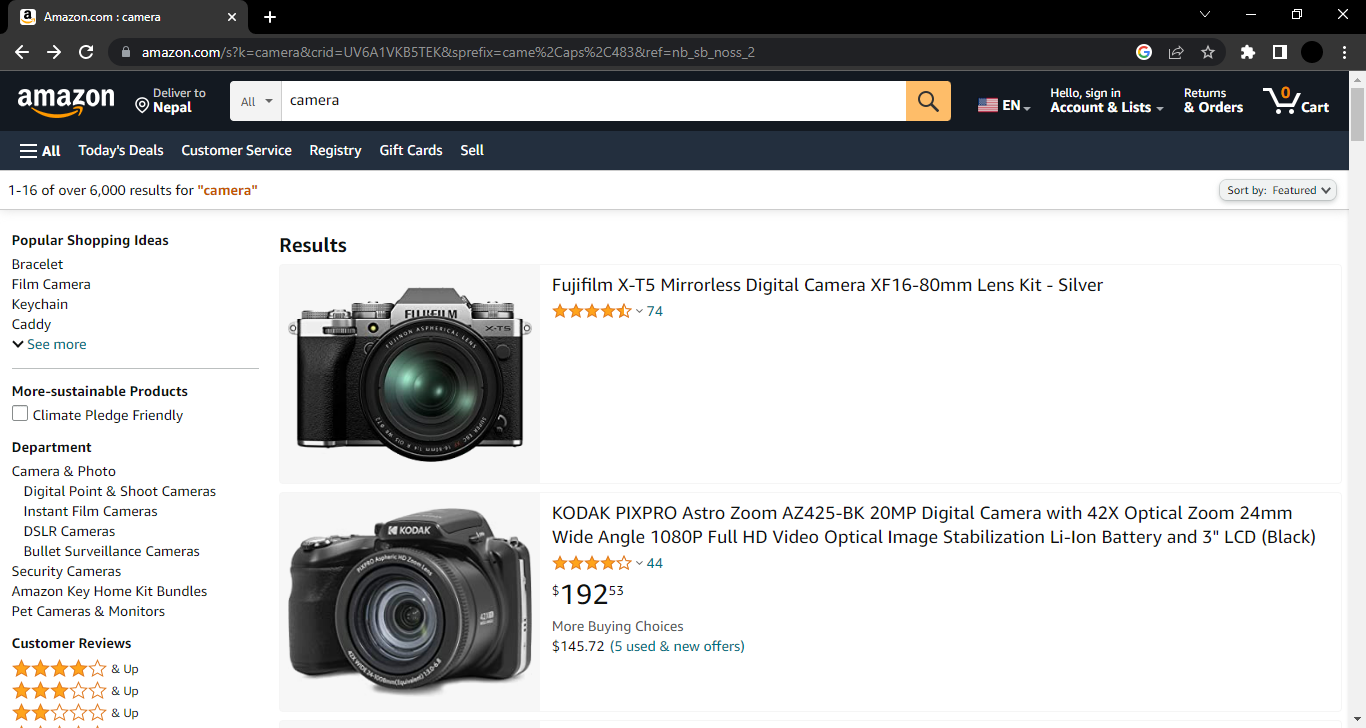 Amazon.com : camera
amazon.com/s?k=camera&crid=UV6A1VKB5TEK&sprefix=came%2Caps%2C483&ref=nb_sb_noss_2
amazon
Deliver to
Nepal
All
camera
EN
Hello, sign in
Account & Lists
Returns
& Orders
0
Cart
All
Today's Deals
Customer Service
Registry
Gift Cards
Sell
1-16 of over 6,000 results for "camera"
Sort by: Featured
Popular Shopping Ideas
Bracelet
Film Camera
Keychain
Caddy
See more
More-sustainable Products
Climate Pledge Friendly
Department
Camera & Photo
Digital Point & Shoot Cameras
Instant Film Cameras
DSLR Cameras
Bullet Surveillance Cameras
Security Cameras
Amazon Key Home Kit Bundles
Pet Cameras & Monitors
Customer Reviews
& Up
& Up
& Up
Results
FUJIFILM
X-T5
FUJINON ASPHERICAL LENS
Fujifilm X-T5 Mirrorless Digital Camera XF16-80mm Lens Kit - Silver
74
KODAK
PIXPRO Aspheric HD Zoom Lens
KODAK PIXPRO Astro Zoom AZ425-BK 20MP Digital Camera with 42X Optical Zoom 24mm
Wide Angle 1080P Full HD Video Optical Image Stabilization Li-Ion Battery and 3" LCD (Black)
44
$192 53
More Buying Choices
$145.72 (5 used & new offers)